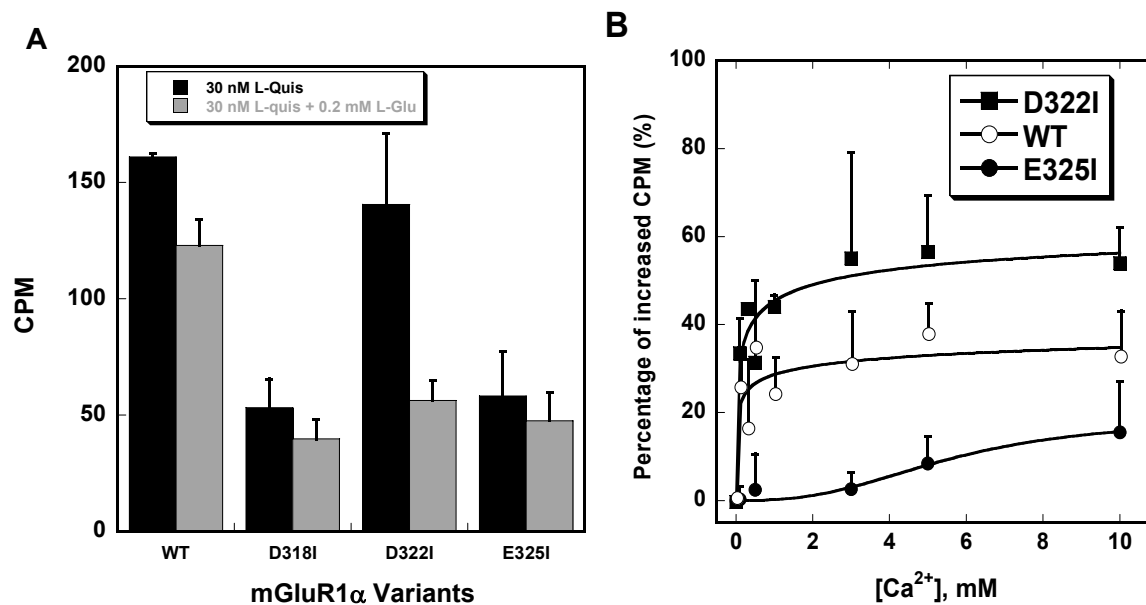 A
200
150
100
50
0
CPM
30 nM L-Quis
30 nM L-quis + 0.2 mM L-Glu
WT D318I D322I E325I
mGluR1α Variants
B
100
80
60
40
20
0
Percentage of increased CPM (%)
D322I
WT
E325I
0 2 4 6 8 10
[Ca²⁺], mM